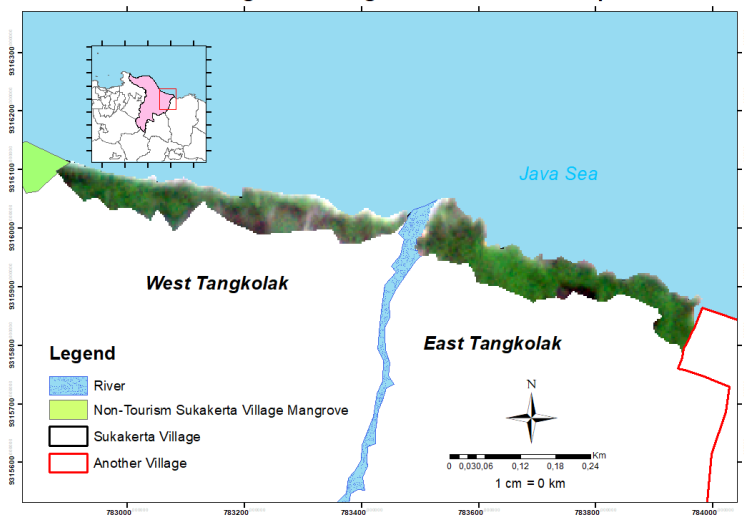 9316300
9316200
9316100
9316000
9315900
9315800
9315700
9315600
Java Sea
West Tangkolak
East Tangkolak
Legend
River
Non-Tourism Sukakerta Village Mangrove
Sukakerta Village
Another Village
N
Km
0 0,030,06 0,12 0,18 0,24
1 cm = 0 km
783000 783200 783400 783600 783800 784000